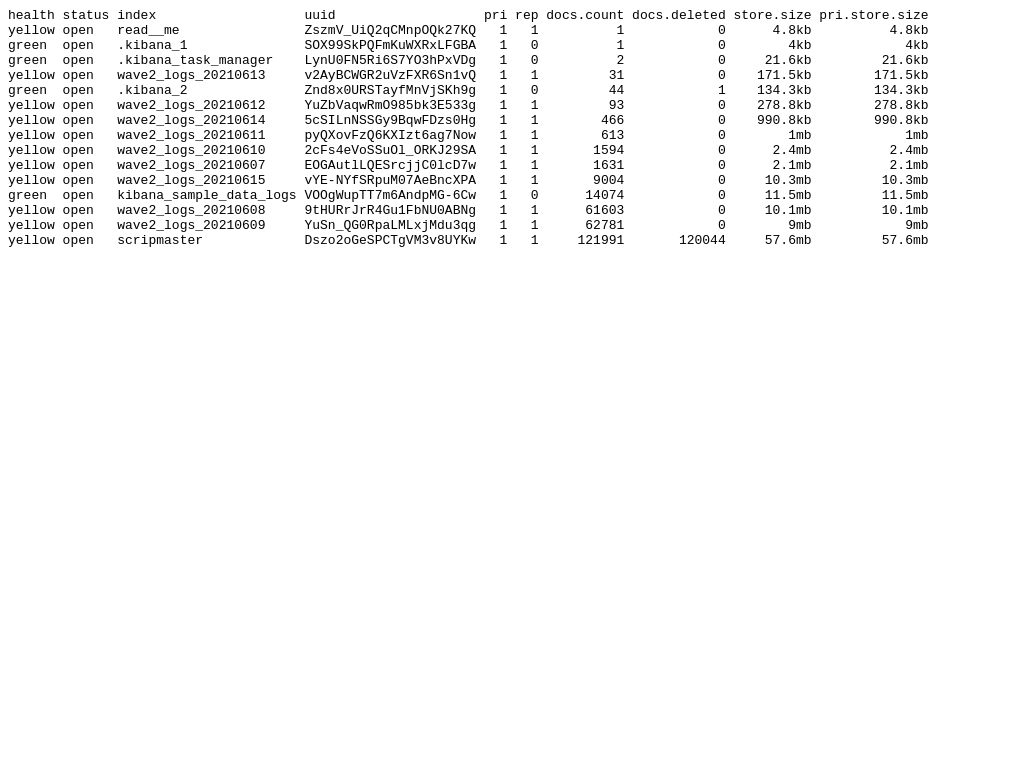 health status index                   uuid                   pri rep docs.count docs.deleted store.size pri.store.size
yellow open   read__me                ZszmV_UiQ2qCMnpOQk27KQ   1   1          1            0      4.8kb          4.8kb
green  open   .kibana_1               SOX99SkPQFmKuWXRxLFGBA   1   0          1            0        4kb            4kb
green  open   .kibana_task_manager    LynU0FN5Ri6S7YO3hPxVDg   1   0          2            0     21.6kb         21.6kb
yellow open   wave2_logs_20210613     v2AyBCWGR2uVzFXR6Sn1vQ   1   1         31            0    171.5kb        171.5kb
green  open   .kibana_2               Znd8x0URSTayfMnVjSKh9g   1   0         44            1    134.3kb        134.3kb
yellow open   wave2_logs_20210612     YuZbVaqwRmO985bk3E533g   1   1         93            0    278.8kb        278.8kb
yellow open   wave2_logs_20210614     5cSILnNSSGy9BqwFDzs0Hg   1   1        466            0    990.8kb        990.8kb
yellow open   wave2_logs_20210611     pyQXovFzQ6KXIzt6ag7Now   1   1        613            0        1mb            1mb
yellow open   wave2_logs_20210610     2cFs4eVoSSuOl_ORKJ29SA   1   1       1594            0      2.4mb          2.4mb
yellow open   wave2_logs_20210607     EOGAutlLQESrcjjC0lcD7w   1   1       1631            0      2.1mb          2.1mb
yellow open   wave2_logs_20210615     vYE-NYfSRpuM07AeBncXPA   1   1       9004            0     10.3mb         10.3mb
green  open   kibana_sample_data_logs VOOgWupTT7m6AndpMG-6Cw   1   0      14074            0     11.5mb         11.5mb
yellow open   wave2_logs_20210608     9tHURrJrR4Gu1FbNU0ABNg   1   1      61603            0     10.1mb         10.1mb
yellow open   wave2_logs_20210609     YuSn_QG0RpaLMLxjMdu3qg   1   1      62781            0        9mb            9mb
yellow open   scripmaster             Dszo2oGeSPCTgVM3v8UYKw   1   1     121991       120044     57.6mb         57.6mb